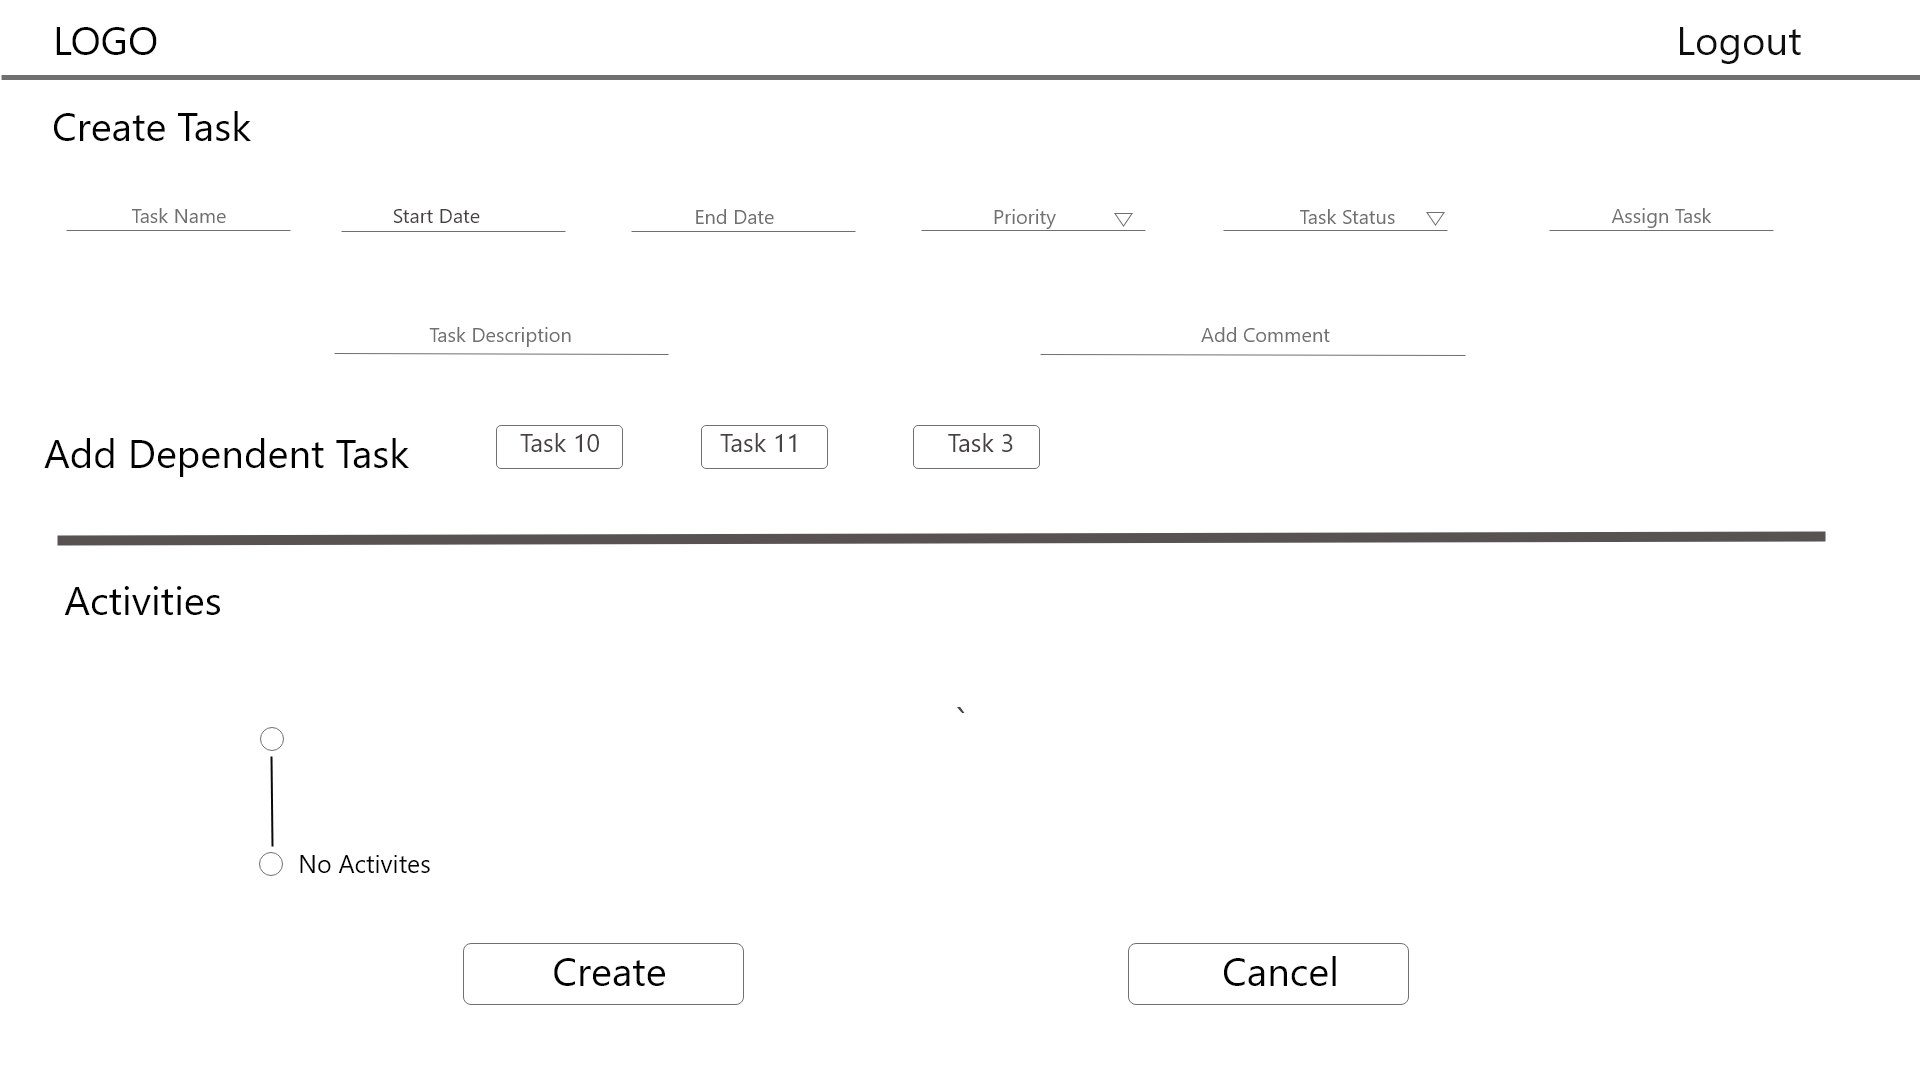 LOGO
Logout
Create Task
Task Name
Start Date
End Date
Priority
Task Status
Assign Task
Task Description
Add Comment
Add Dependent Task
Task 10
Task 11
Task 3
Activities
`
No Activites
Create
Cancel